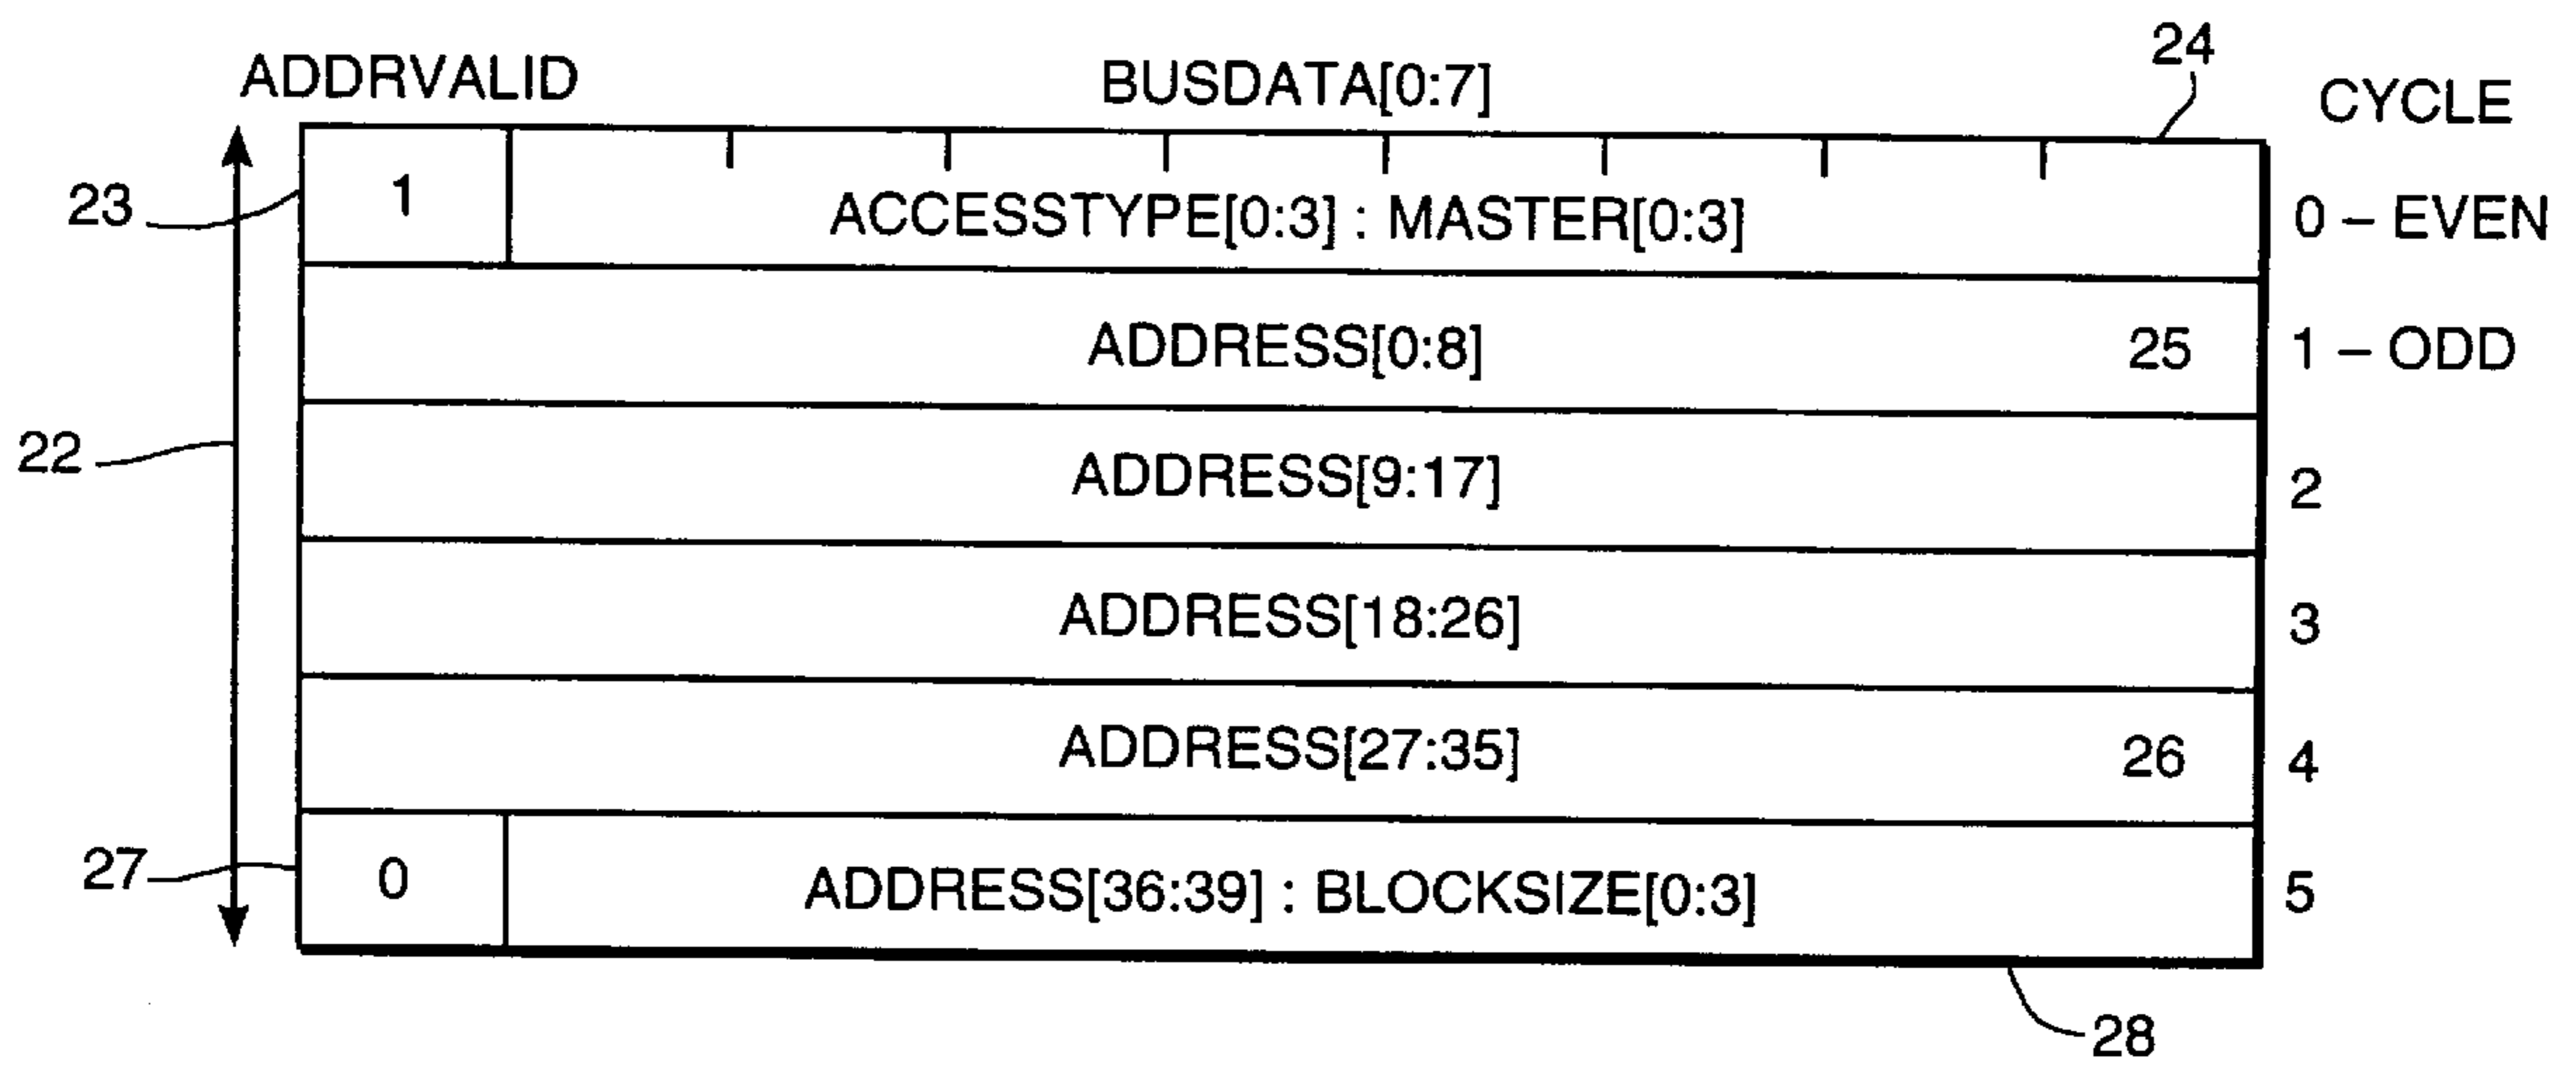 ADDRVALID BUSDATA[0:7] 24 CYCLE
23 1 ACCESSTYPE[0:3] : MASTER[0:3] 0 – EVEN
ADDRESS[0:8] 25 1 – ODD
22 ADDRESS[9:17] 2
ADDRESS[18:26] 3
ADDRESS[27:35] 26 4
27 0 ADDRESS[36:39] : BLOCKSIZE[0:3] 5
28